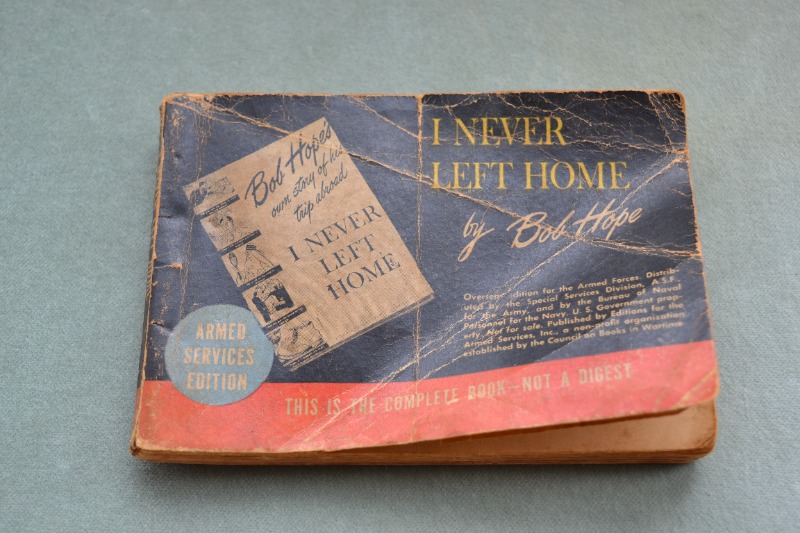 Bob Hope's
own story of his
trip abroad
I NEVER
LEFT
HOME
I NEVER
LEFT HOME
by Bob Hope
Overseas edition for the Armed Forces. Distrib-
uted by the Special Services Division, A.S.F.,
for the Army, and by the Bureau of Naval
Personnel for the Navy. U. S. Government prop-
erty. Not for sale. Published by Editions for the
Armed Services, Inc., a non-profit organization
established by the Council on Books in Wartime
ARMED
SERVICES
EDITION
THIS IS THE COMPLETE BOOK—NOT A DIGEST